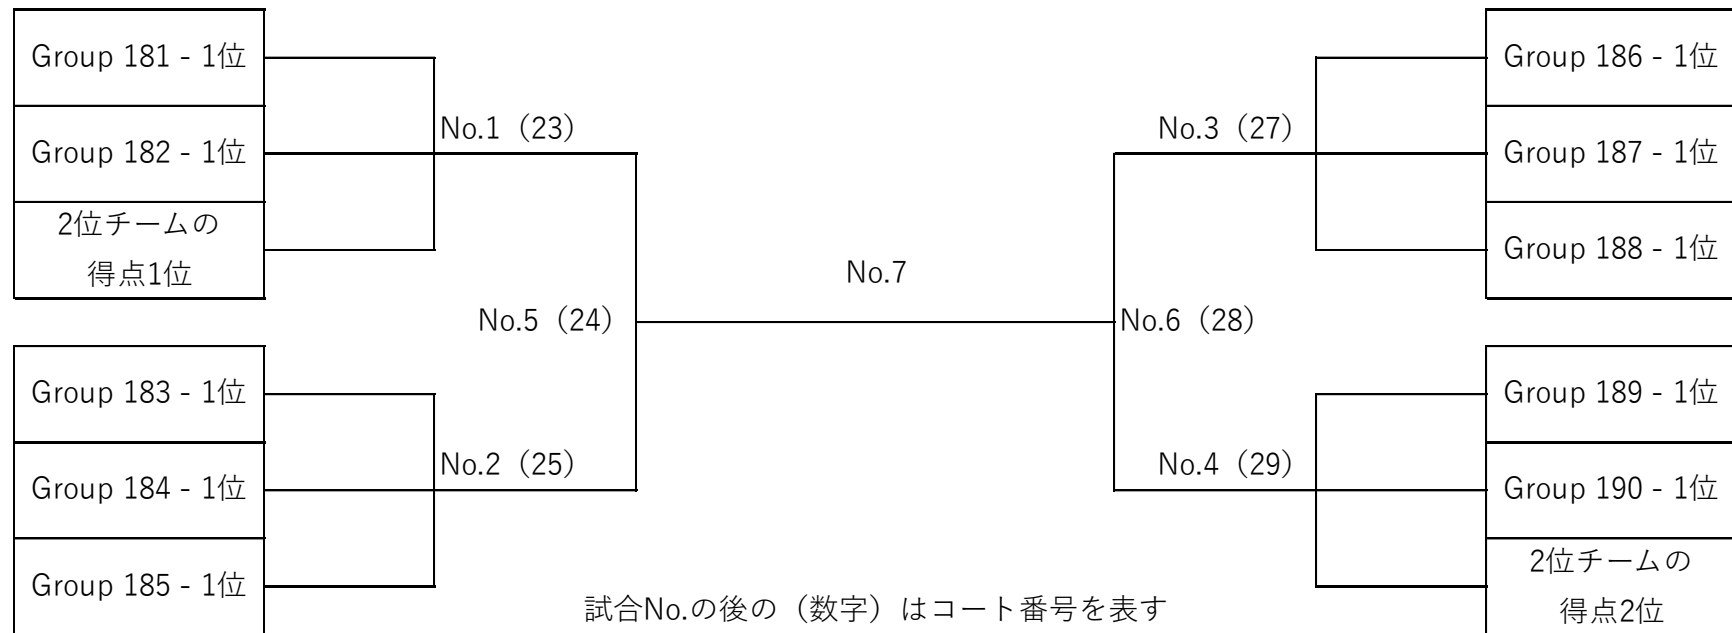 Group 181 - 1位
Group 182 - 1位
2位チームの
得点1位
No.1（23）
No.5（24）
Group 183 - 1位
Group 184 - 1位
Group 185 - 1位
No.2（25）
No.7
No.3（27）
Group 186 - 1位
Group 187 - 1位
Group 188 - 1位
No.6（28）
No.4（29）
Group 189 - 1位
Group 190 - 1位
2位チームの
得点2位
試合No.の後の（数字）はコート番号を表す